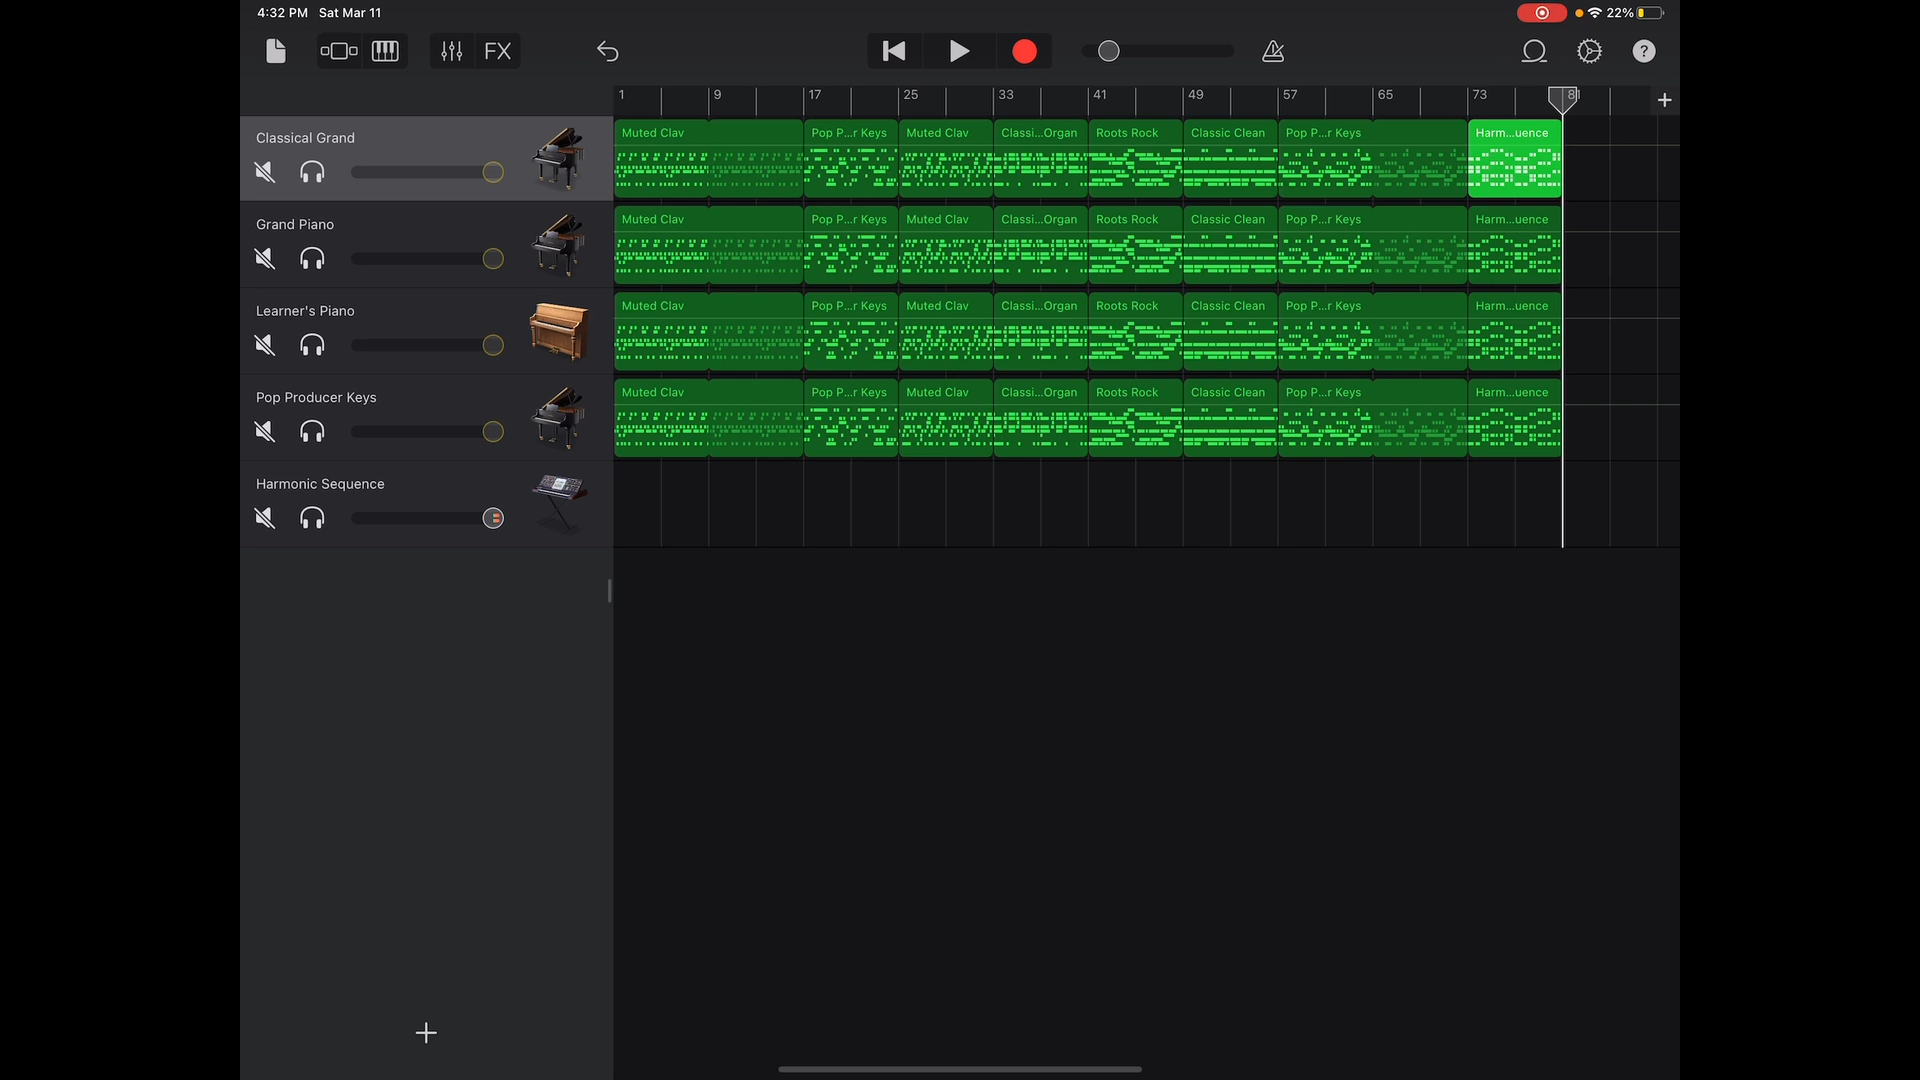 4:32 PM Sat Mar 11
22%
FX
?
1 9 17 25 33 41 49 57 65 73 81
Classical Grand
Muted Clav Pop P...r Keys Muted Clav Classi...Organ Roots Rock Classic Clean Pop P...r Keys Harm...uence
Grand Piano
Muted Clav Pop P...r Keys Muted Clav Classi...Organ Roots Rock Classic Clean Pop P...r Keys Harm...uence
Learner's Piano
Muted Clav Pop P...r Keys Muted Clav Classi...Organ Roots Rock Classic Clean Pop P...r Keys Harm...uence
Pop Producer Keys
Muted Clav Pop P...r Keys Muted Clav Classi...Organ Roots Rock Classic Clean Pop P...r Keys Harm...uence
Harmonic Sequence